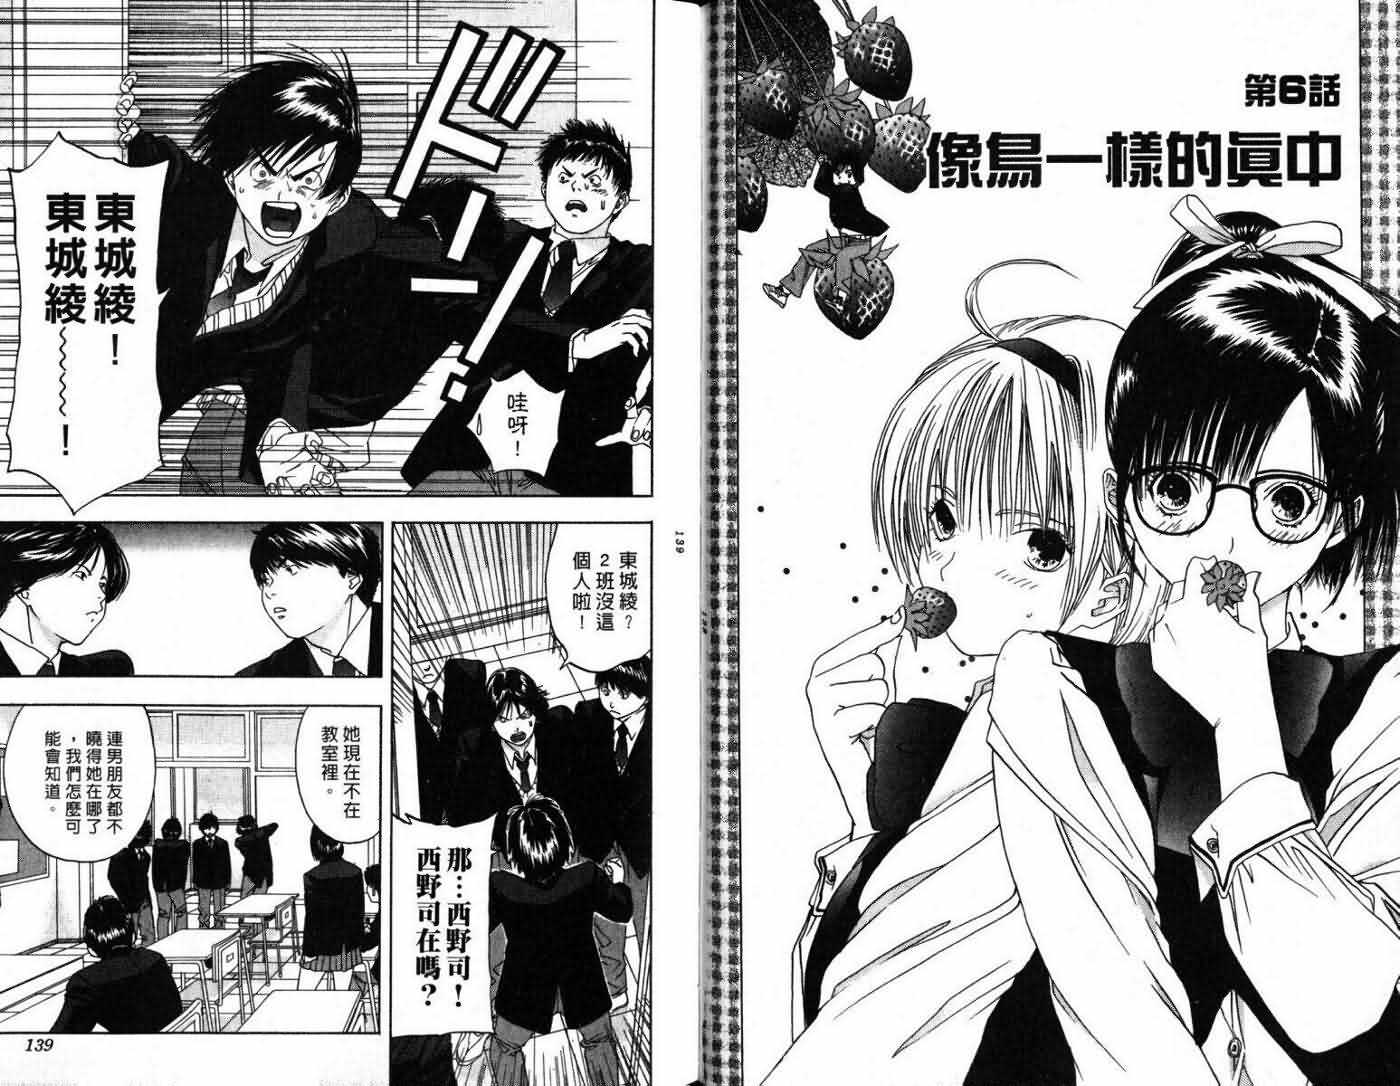 第6話
像鳥一樣的眞中
139
ドドーン!
東城綾!
東城綾~~~~!
哇呀!
東城綾?
2班沒這
個人啦!
那…西野司!
西野司在嗎?
她現在不在
教室裡。
連男朋友都不
曉得她在哪了
,我們怎麼可
能會知道。
139